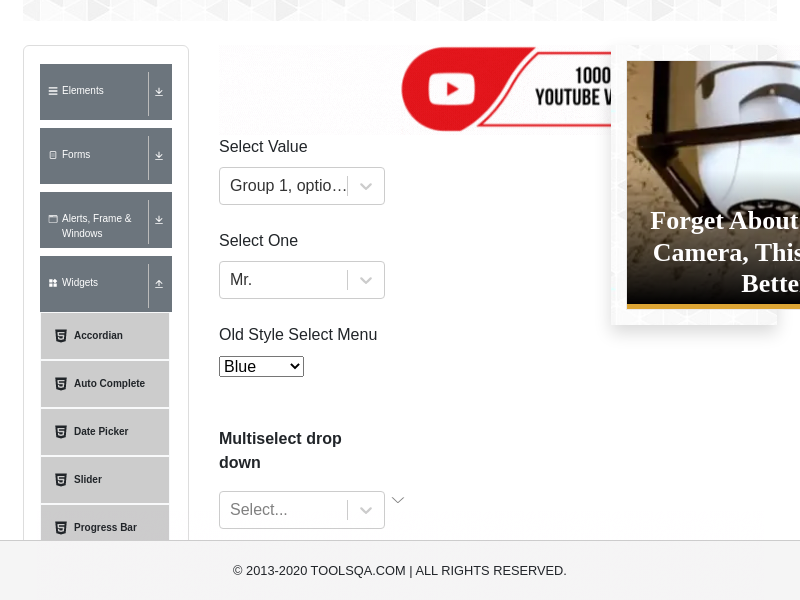 Elements
Forms
Alerts, Frame &
Windows
Widgets
Accordian
Auto Complete
Date Picker
Slider
Progress Bar
1000
YOUTUBE
Select Value
Group 1, optio...
Select One
Mr.
Old Style Select Menu
Blue
Multiselect drop
down
Select...
Forget About
Camera, This
© 2013-2020 TOOLSQA.COM | ALL RIGHTS RESERVED.